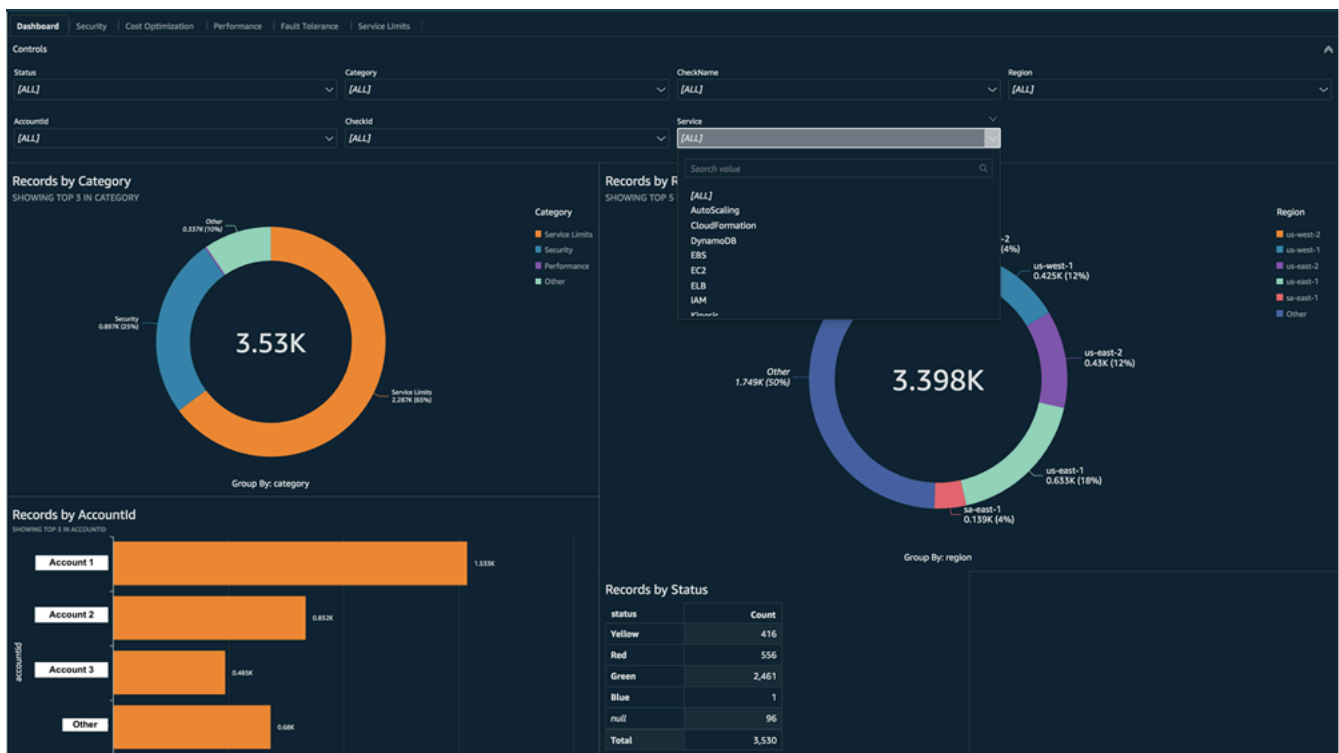 Dashboard Security Cost Optimization Performance Fault Tolerance Service Limits
Controls
Status Category CheckName Region
[ALL] [ALL] [ALL] [ALL]
AccountId CheckId Service
[ALL] [ALL] [ALL]
Search value
[ALL]
AutoScaling
CloudFormation
DynamoDB
EBS
EC2
ELB
IAM
Kinesis
Records by Category
SHOWING TOP 3 IN CATEGORY
Other
0.337K (10%)
Security
0.897K (25%)
3.53K
Service Limits
2.287K (65%)
Category
Service Limits
Security
Performance
Other
Group By: category
Records by R
SHOWING TOP 5
-2
(4%)
us-west-1
0.425K (12%)
us-east-2
0.43K (12%)
Other
1.749K (50%)
3.398K
us-east-1
0.633K (18%)
sa-east-1
0.139K (4%)
Region
us-west-2
us-west-1
us-east-2
us-east-1
sa-east-1
Other
Group By: region
Records by AccountId
SHOWING TOP 3 IN ACCOUNTID
accountId
Account 1 1.533K
Account 2 0.832K
Account 3 0.485K
Other 0.68K
Records by Status
status Count
Yellow 416
Red 556
Green 2,461
Blue 1
null 96
Total 3,530